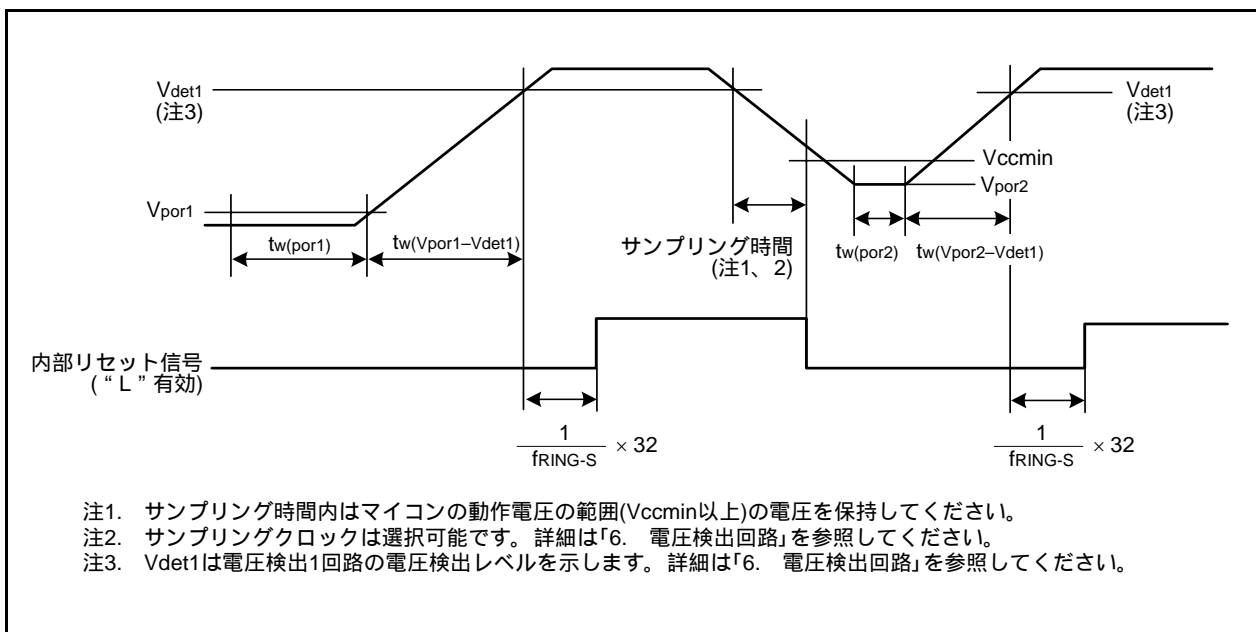 Vdet1
(注3)
Vdet1
(注3)
Vccmin
Vpor1
Vpor2
tw(por1)
tw(Vpor1–Vdet1)
サンプリング時間
(注1、2)
tw(por2)
tw(Vpor2–Vdet1)
内部リセット信号
(“L”有効)
1
fRING-S
× 32
1
fRING-S
× 32
注1. サンプリング時間内はマイコンの動作電圧の範囲(Vccmin以上)の電圧を保持してください。
注2. サンプリングクロックは選択可能です。詳細は「6. 電圧検出回路」を参照してください。
注3. Vdet1は電圧検出1回路の電圧検出レベルを示します。詳細は「6. 電圧検出回路」を参照してください。